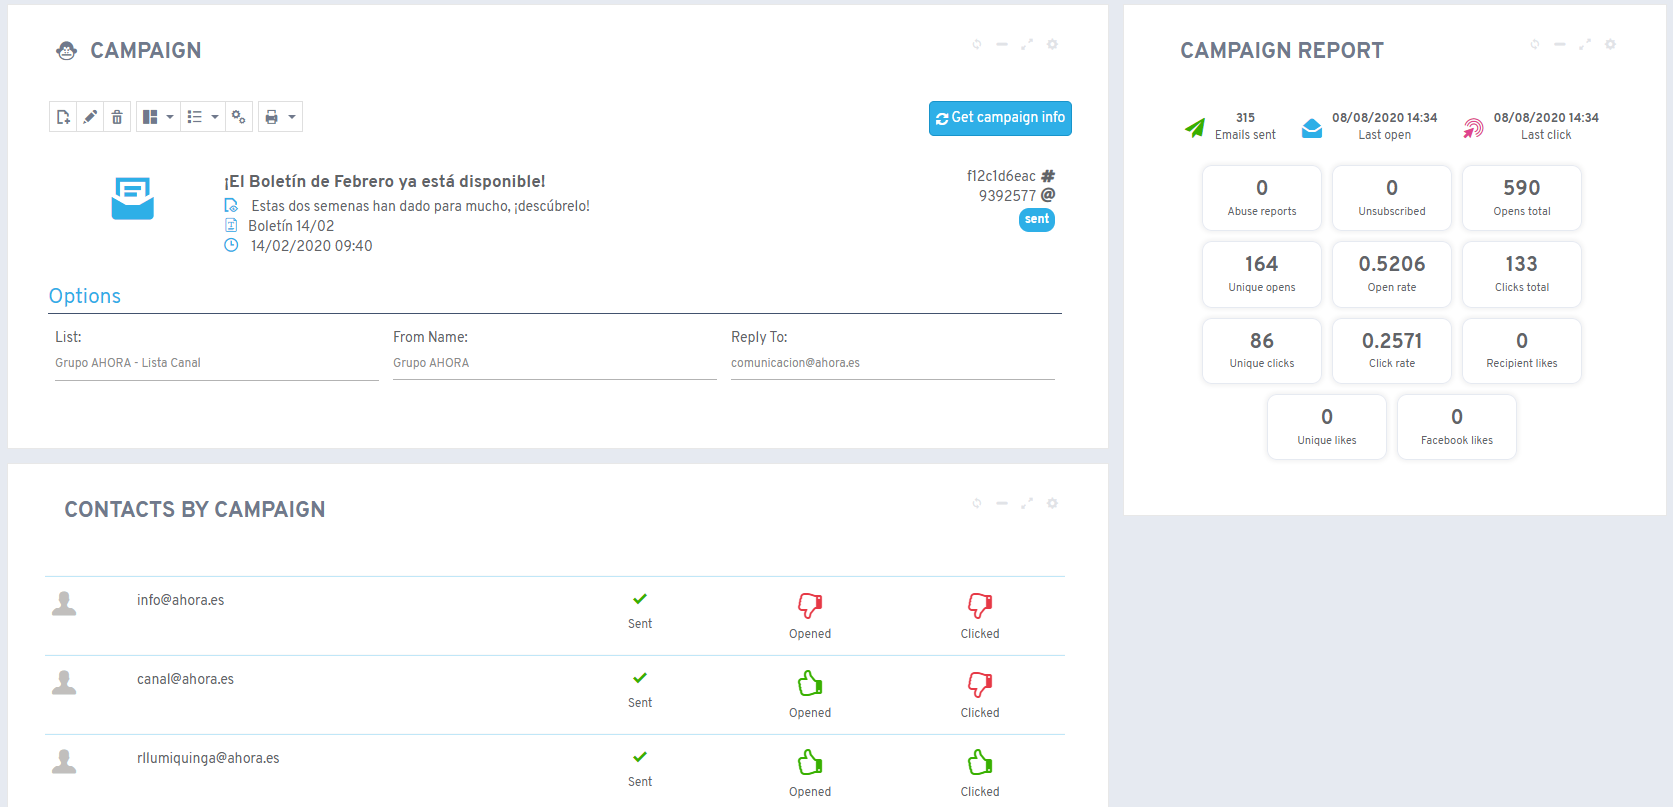 CAMPAIGN
Get campaign info
¡El Boletín de Febrero ya está disponible!
Estas dos semenas han dado para mucho, ¡descúbrelo!
Boletín 14/02
14/02/2020 09:40
f12c1d6eac #
9392577 @
sent
Options
List:
Grupo AHORA - Lista Canal
From Name:
Grupo AHORA
Reply To:
comunicacion@ahora.es
CONTACTS BY CAMPAIGN
info@ahora.es
Sent
Opened
Clicked
canal@ahora.es
Sent
Opened
Clicked
rllumiquinga@ahora.es
Sent
Opened
Clicked
CAMPAIGN REPORT
315
Emails sent
08/08/2020 14:34
Last open
08/08/2020 14:34
Last click
0
Abuse reports
0
Unsubscribed
590
Opens total
164
Unique opens
0.5206
Open rate
133
Clicks total
86
Unique clicks
0.2571
Click rate
0
Recipient likes
0
Unique likes
0
Facebook likes